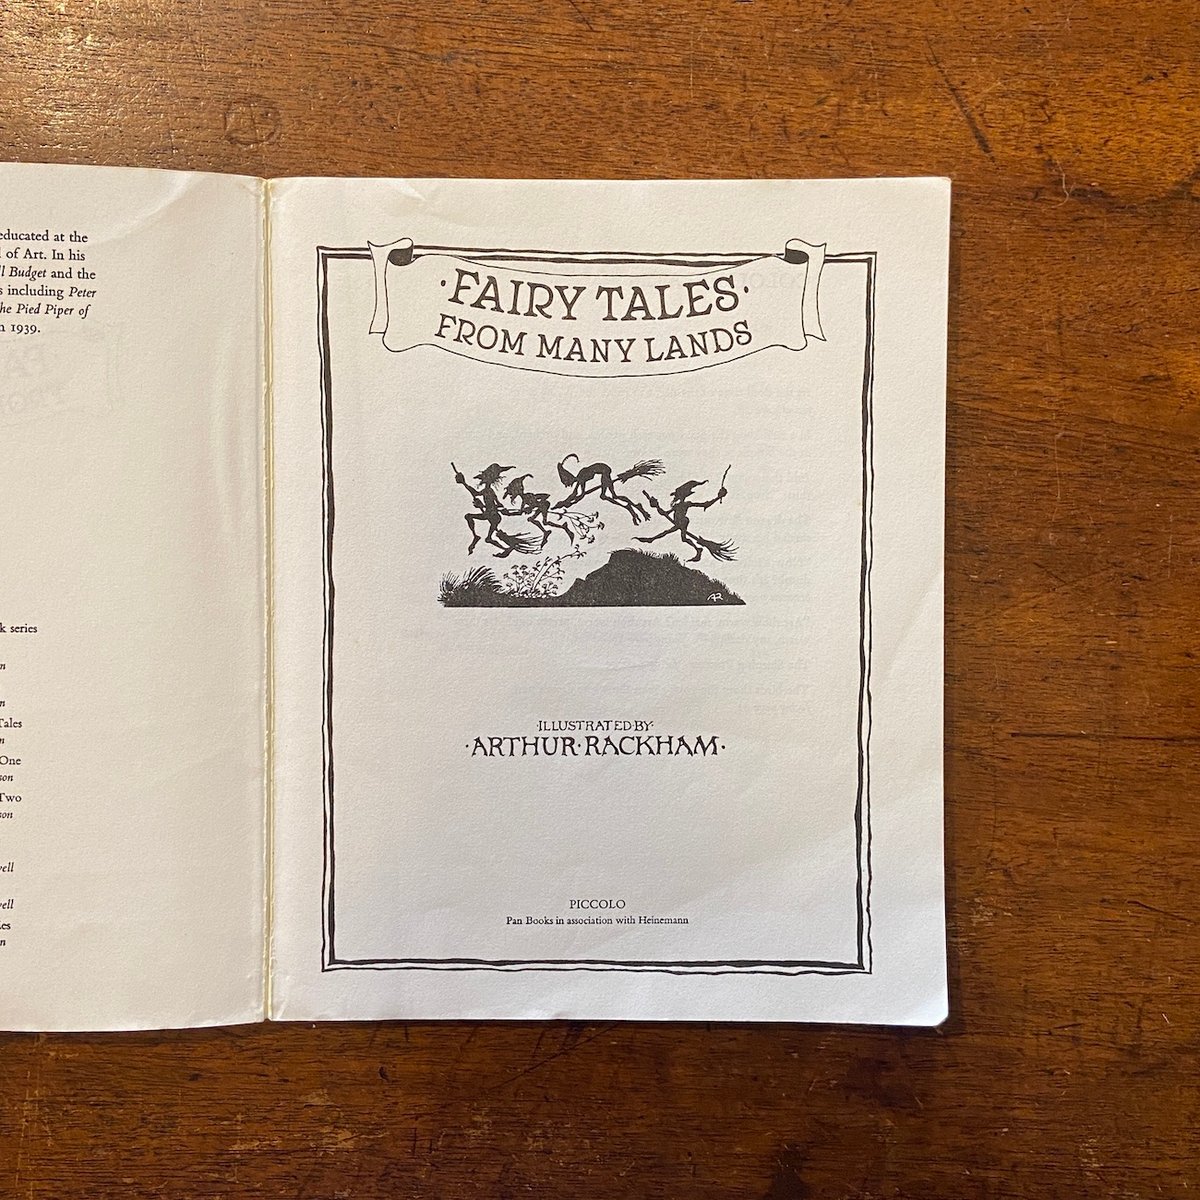 educated at the
of Art. In his
Budget and the
including Peter
Pied Piper of
1939.
series
Tales
One
Two
·FAIRY TALES·
FROM MANY LANDS
AR
·ILLUSTRATED·BY·
·ARTHUR·RACKHAM·
PICCOLO
Pan Books in association with Heinemann